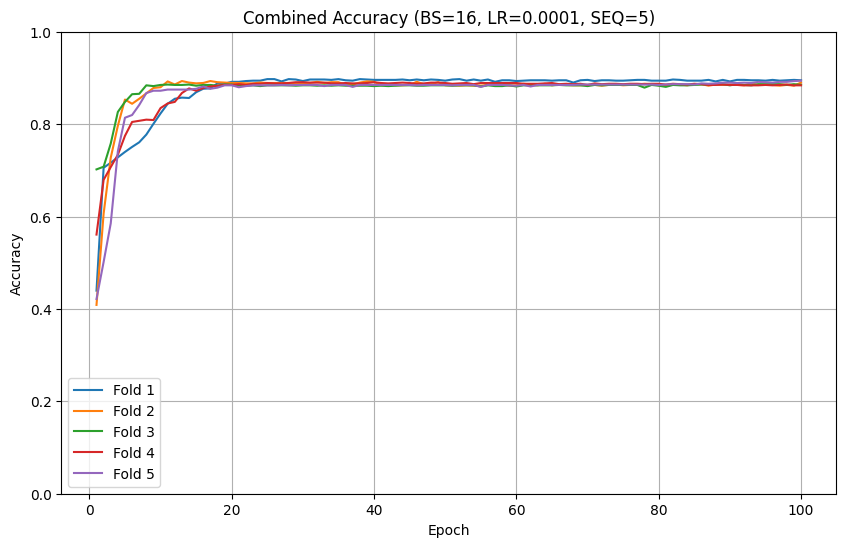 Combined Accuracy (BS=16, LR=0.0001, SEQ=5)
1.0
0.8
0.6
0.4
0.2
0.0
Accuracy
Fold 1
Fold 2
Fold 3
Fold 4
Fold 5
0 20 40 60 80 100
Epoch